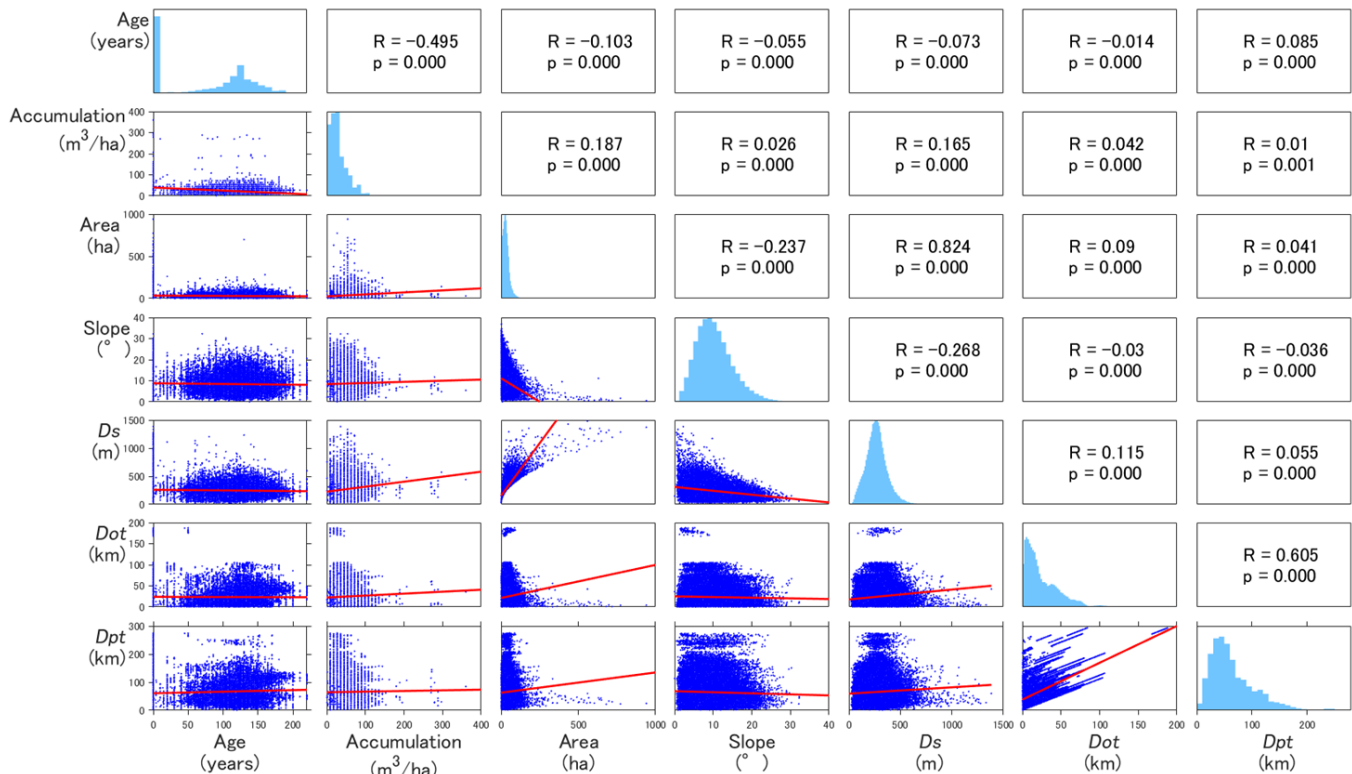 Age
(years)
R = -0.495
p = 0.000
R = -0.103
p = 0.000
R = -0.055
p = 0.000
R = -0.073
p = 0.000
R = -0.014
p = 0.000
R = 0.085
p = 0.000
Accumulation
(m³/ha)
400
300
200
100
0
R = 0.187
p = 0.000
R = 0.026
p = 0.000
R = 0.165
p = 0.000
R = 0.042
p = 0.000
R = 0.01
p = 0.001
Area
(ha)
1000
500
0
R = -0.237
p = 0.000
R = 0.824
p = 0.000
R = 0.09
p = 0.000
R = 0.041
p = 0.000
Slope
(°)
40
30
20
10
0
R = -0.268
p = 0.000
R = -0.03
p = 0.000
R = -0.036
p = 0.000
Ds
(m)
1500
1000
500
0
R = 0.115
p = 0.000
R = 0.055
p = 0.000
Dot
(km)
200
150
100
50
0
R = 0.605
p = 0.000
Dpt
(km)
300
200
100
0
0 50 100 150 200
0 100 200 300 400
0 500 1000
0 10 20 30 40
0 500 1000 1500
0 50 100 150 200
0 100 200
Age
(years)
Accumulation
(m³/ha)
Area
(ha)
Slope
(°)
Ds
(m)
Dot
(km)
Dpt
(km)